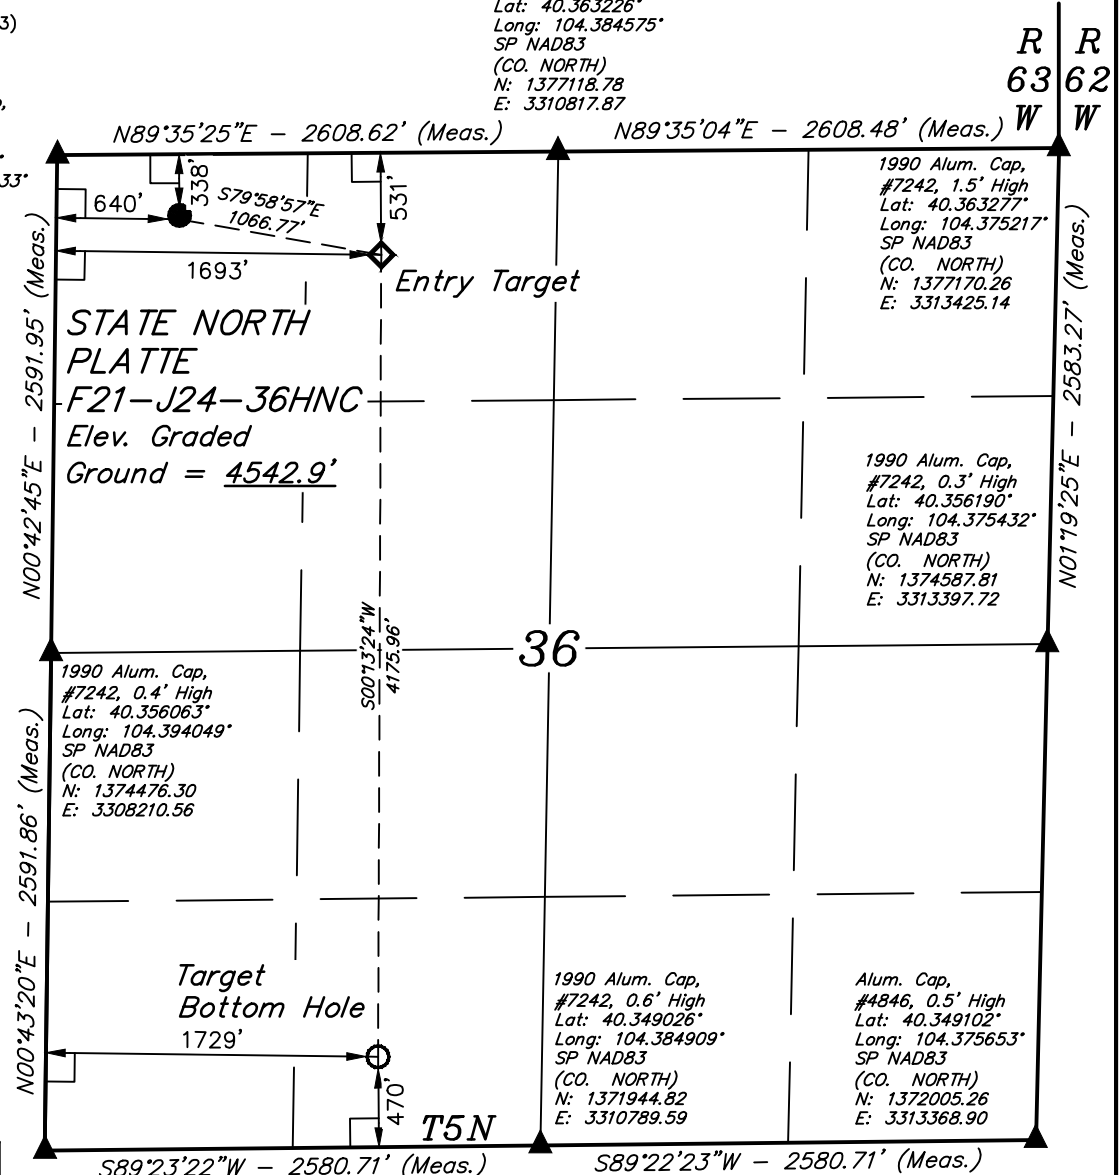 3)
33°
Lat: 40.363226°
Long: 104.384575°
SP NAD83
(CO. NORTH)
N: 1377118.78
E: 3310817.87
R R
63 62
W W
N89°35'25"E - 2608.62' (Meas.)
N89°35'04"E - 2608.48' (Meas.)
338'
640'
S79°58'57"E
1066.77'
531'
1693'
Entry Target
1990 Alum. Cap,
#7242, 1.5' High
Lat: 40.363277°
Long: 104.375217°
SP NAD83
(CO. NORTH)
N: 1377170.26
E: 3313425.14
N00°42'45"E - 2591.95' (Meas.)
N01°19'25"E - 2583.27' (Meas.)
STATE NORTH
PLATTE
F21-J24-36HNC
Elev. Graded
Ground = 4542.9'
1990 Alum. Cap,
#7242, 0.3' High
Lat: 40.356190°
Long: 104.375432°
SP NAD83
(CO. NORTH)
N: 1374587.81
E: 3313397.72
S00°13'24"W
4175.96'
36
1990 Alum. Cap,
#7242, 0.4' High
Lat: 40.356063°
Long: 104.394049°
SP NAD83
(CO. NORTH)
N: 1374476.30
E: 3308210.56
N00°43'20"E - 2591.86' (Meas.)
Target
Bottom Hole
1729'
470'
1990 Alum. Cap,
#7242, 0.6' High
Lat: 40.349026°
Long: 104.384909°
SP NAD83
(CO. NORTH)
N: 1371944.82
E: 3310789.59
Alum. Cap,
#4846, 0.5' High
Lat: 40.349102°
Long: 104.375653°
SP NAD83
(CO. NORTH)
N: 1372005.26
E: 3313368.90
T5N
S89°23'22"W - 2580.71' (Meas.)
S89°22'23"W - 2580.71' (Meas.)